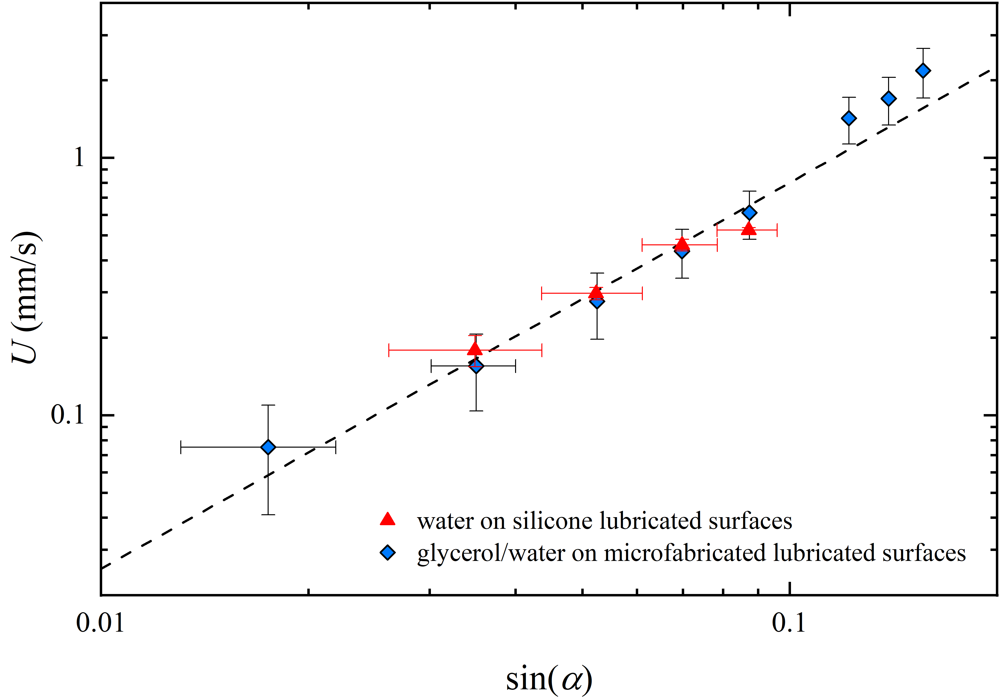 1
0.1
U (mm/s)
water on silicone lubricated surfaces
glycerol/water on microfabricated lubricated surfaces
0.01
0.1
sin(α)